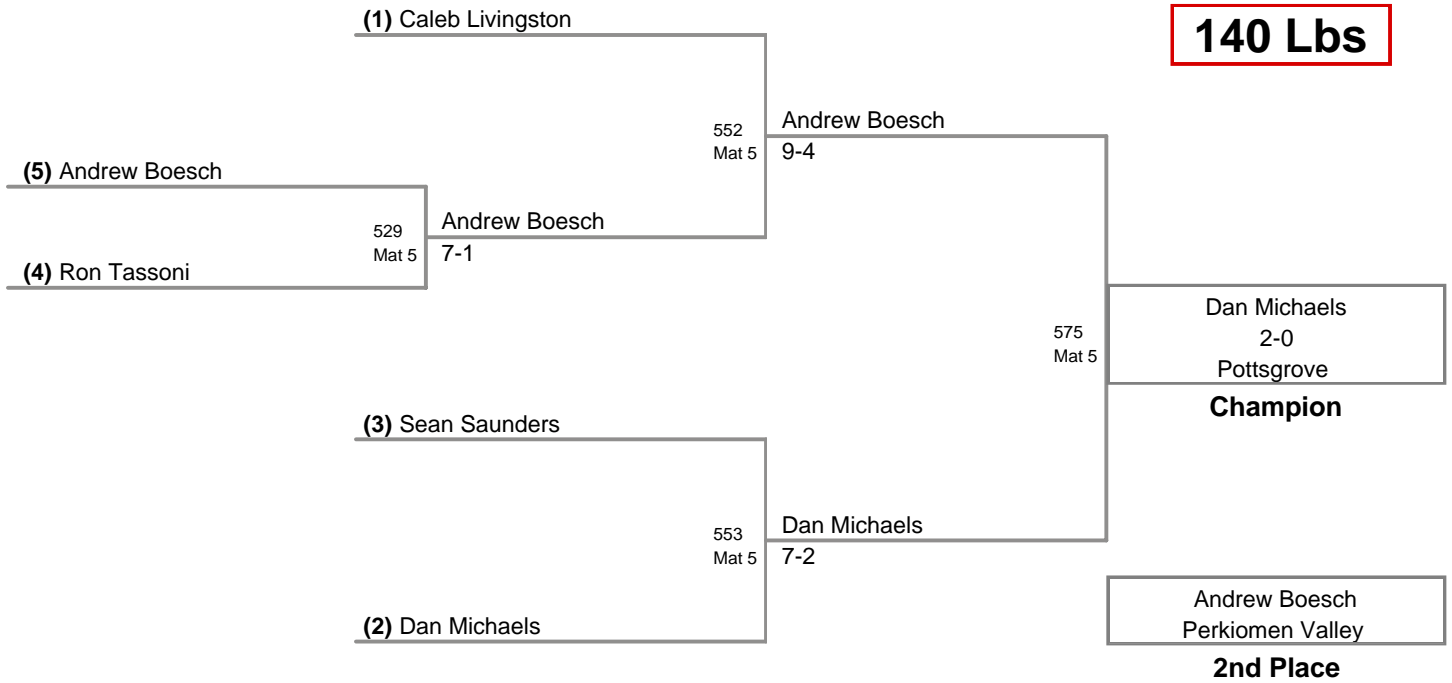 (1) Caleb Livingston
140 Lbs
552
Mat 5
Andrew Boesch
9-4
(5) Andrew Boesch
529
Mat 5
Andrew Boesch
7-1
(4) Ron Tassoni
575
Mat 5
Dan Michaels
2-0
Pottsgrove
Champion
(3) Sean Saunders
553
Mat 5
Dan Michaels
7-2
(2) Dan Michaels
Andrew Boesch
Perkiomen Valley
2nd Place